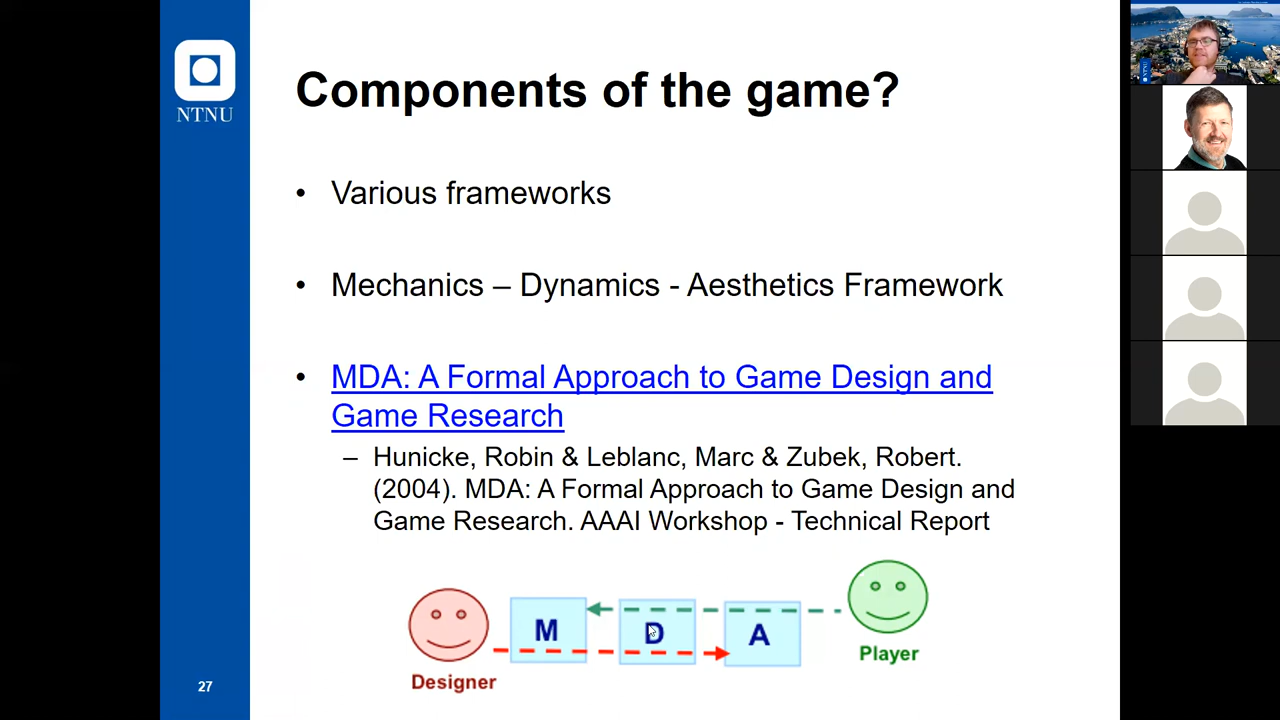 NTNU
Components of the game?
• Various frameworks
• Mechanics – Dynamics - Aesthetics Framework
• MDA: A Formal Approach to Game Design and
Game Research
– Hunicke, Robin & Leblanc, Marc & Zubek, Robert.
(2004). MDA: A Formal Approach to Game Design and
Game Research. AAAI Workshop - Technical Report
M D A
Designer
Player
27
NTNU